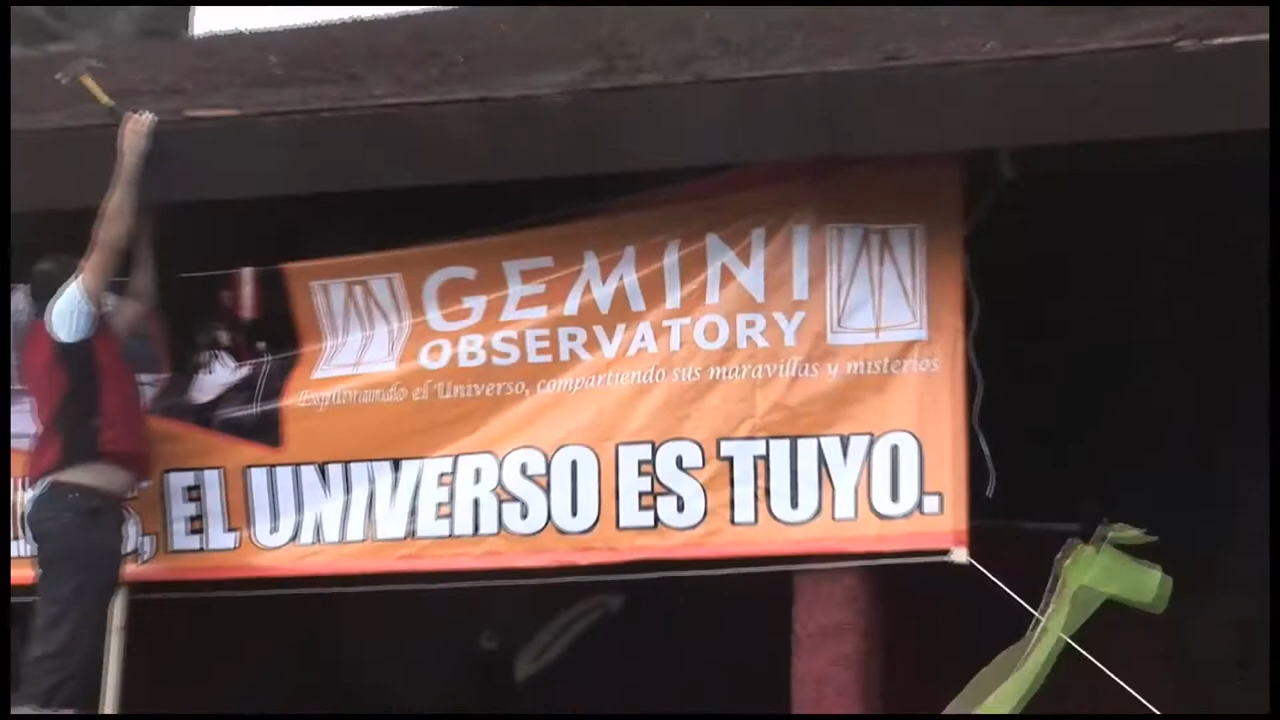 GEMINI
OBSERVATORY
Explorando el Universo, compartiendo sus maravillas y misterios
, EL UNIVERSO ES TUYO.